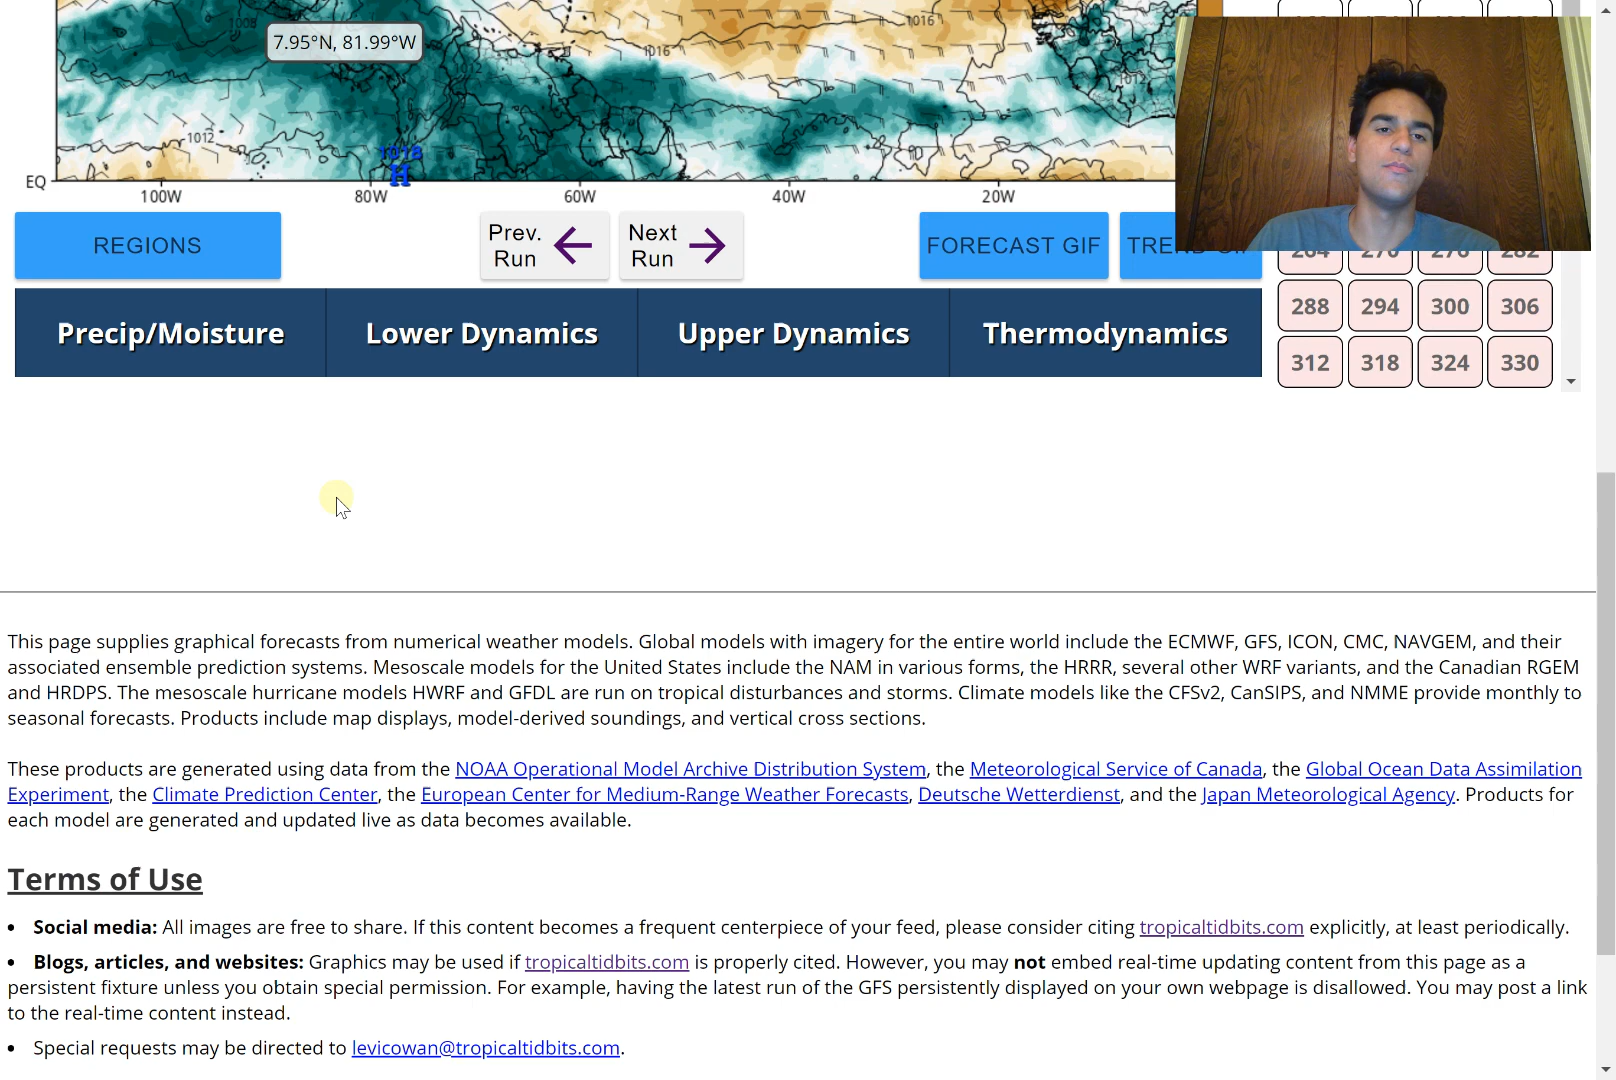 1008
1016
7.95°N, 81.99°W
1016
1012
1018
H
EQ
100W 80W 60W 40W 20W
REGIONS
Prev. Run
Next Run
FORECAST GIF
TREND GIF
264 270 276 282
288 294 300 306
312 318 324 330
Precip/Moisture Lower Dynamics Upper Dynamics Thermodynamics
This page supplies graphical forecasts from numerical weather models. Global models with imagery for the entire world include the ECMWF, GFS, ICON, CMC, NAVGEM, and their
associated ensemble prediction systems. Mesoscale models for the United States include the NAM in various forms, the HRRR, several other WRF variants, and the Canadian RGEM
and HRDPS. The mesoscale hurricane models HWRF and GFDL are run on tropical disturbances and storms. Climate models like the CFSv2, CanSIPS, and NMME provide monthly to
seasonal forecasts. Products include map displays, model-derived soundings, and vertical cross sections.
These products are generated using data from the NOAA Operational Model Archive Distribution System, the Meteorological Service of Canada, the Global Ocean Data Assimilation
Experiment, the Climate Prediction Center, the European Center for Medium-Range Weather Forecasts, Deutsche Wetterdienst, and the Japan Meteorological Agency. Products for
each model are generated and updated live as data becomes available.
Terms of Use
• Social media: All images are free to share. If this content becomes a frequent centerpiece of your feed, please consider citing tropicaltidbits.com explicitly, at least periodically.
• Blogs, articles, and websites: Graphics may be used if tropicaltidbits.com is properly cited. However, you may not embed real-time updating content from this page as a
persistent fixture unless you obtain special permission. For example, having the latest run of the GFS persistently displayed on your own webpage is disallowed. You may post a link
to the real-time content instead.
• Special requests may be directed to levicowan@tropicaltidbits.com.